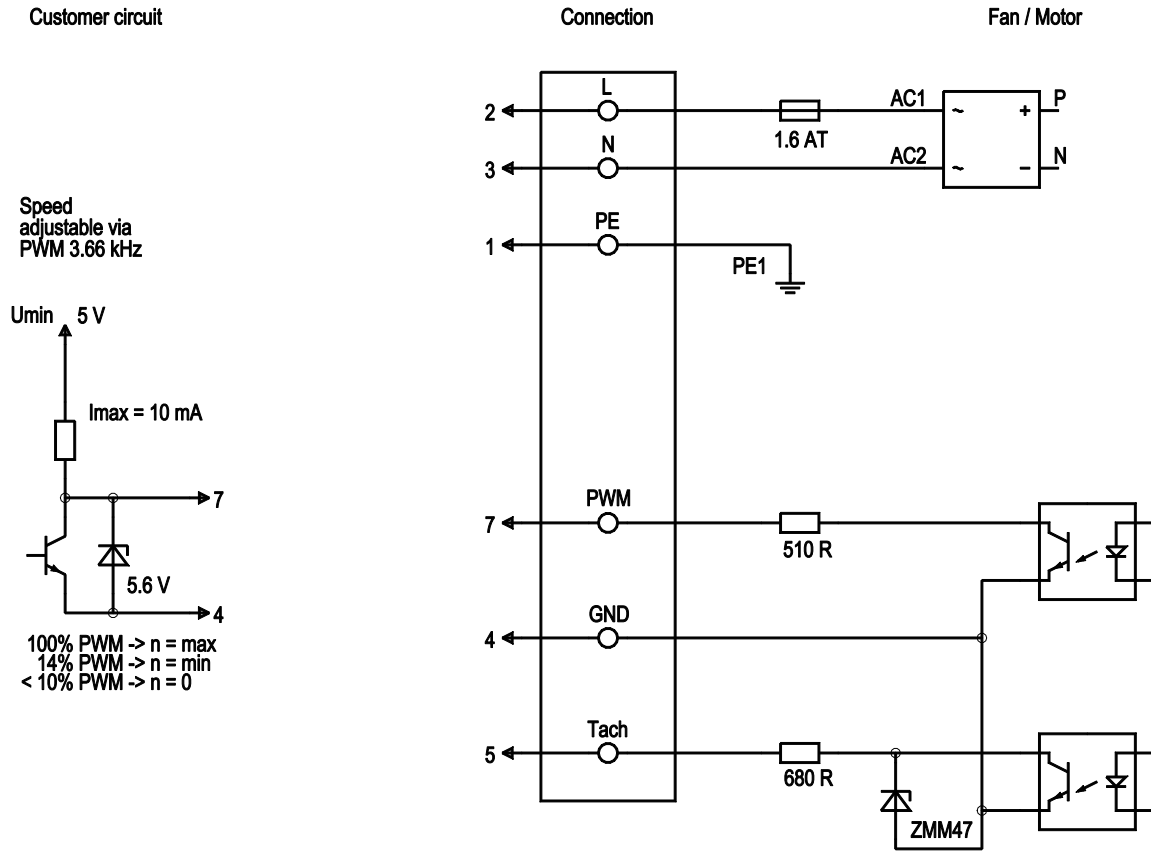 Customer circuit
Connection
Fan / Motor
L
2
AC1
~
+
P
1.6 AT
N
3
AC2
~
–
N
Speed
adjustable via
PWM 3.66 kHz
PE
1
PE1
Umin
5 V
Imax = 10 mA
7
PWM
7
510 R
5.6 V
4
GND
4
100% PWM -> n = max
14% PWM -> n = min
< 10% PWM -> n = 0
Tach
5
680 R
ZMM47